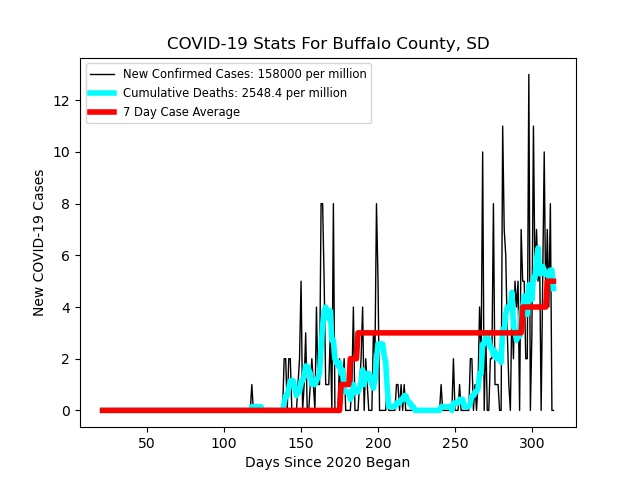 COVID-19 Stats For Buffalo County, SD
New Confirmed Cases: 158000 per million
Cumulative Deaths: 2548.4 per million
7 Day Case Average
New COVID-19 Cases
12
10
8
6
4
2
0
50 100 150 200 250 300
Days Since 2020 Began